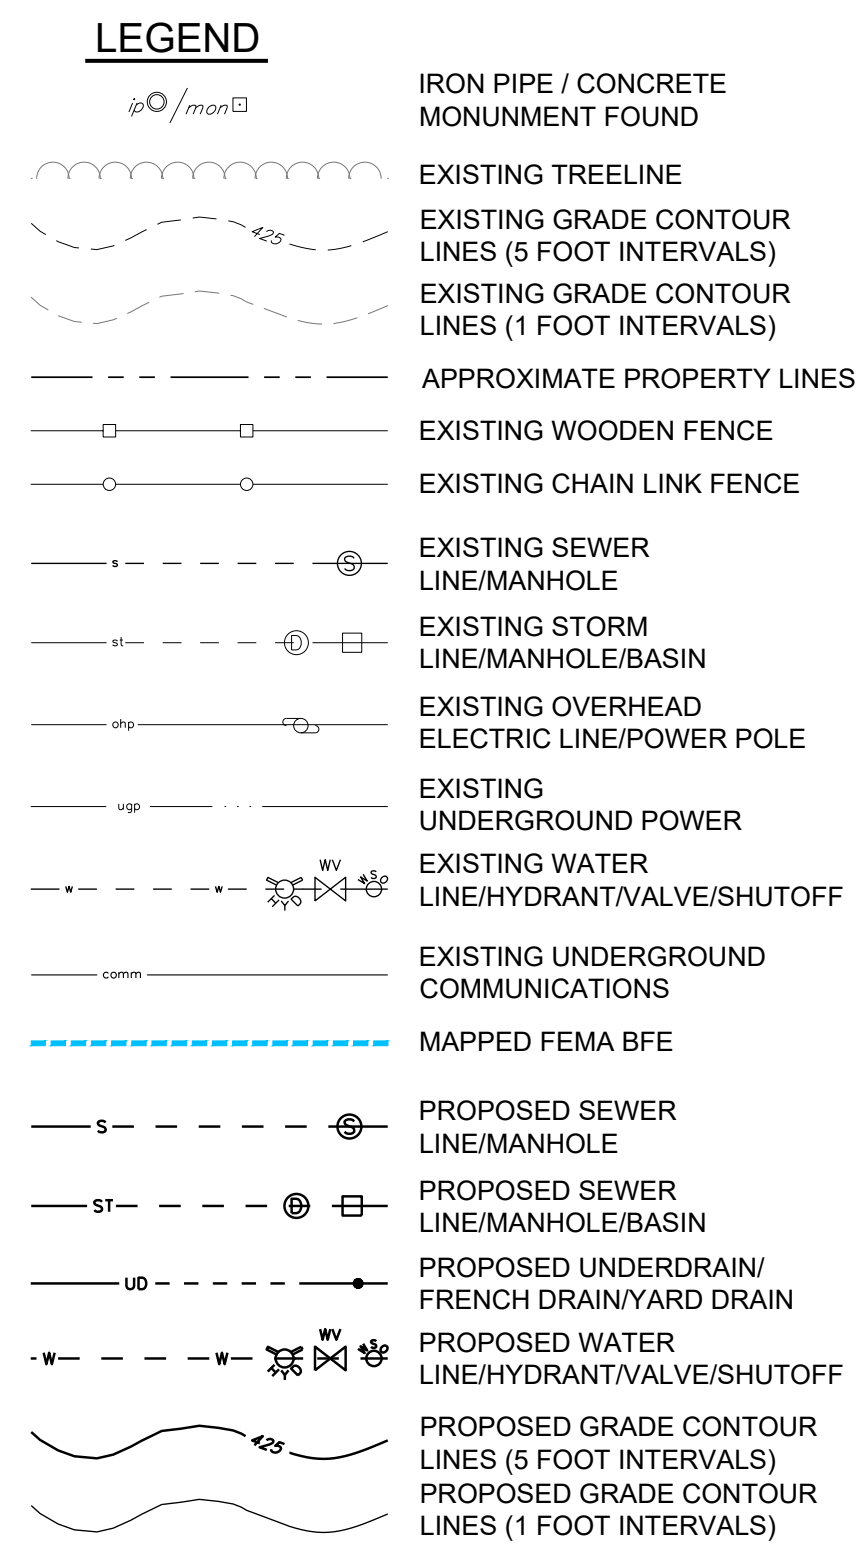 LEGEND
ip / mon
IRON PIPE / CONCRETE
MONUNMENT FOUND
EXISTING TREELINE
425
EXISTING GRADE CONTOUR
LINES (5 FOOT INTERVALS)
EXISTING GRADE CONTOUR
LINES (1 FOOT INTERVALS)
APPROXIMATE PROPERTY LINES
EXISTING WOODEN FENCE
EXISTING CHAIN LINK FENCE
s S
EXISTING SEWER
LINE/MANHOLE
st D
EXISTING STORM
LINE/MANHOLE/BASIN
ohp
EXISTING OVERHEAD
ELECTRIC LINE/POWER POLE
ugp
EXISTING
UNDERGROUND POWER
w w HYD WV WSO
EXISTING WATER
LINE/HYDRANT/VALVE/SHUTOFF
comm
EXISTING UNDERGROUND
COMMUNICATIONS
MAPPED FEMA BFE
S S
PROPOSED SEWER
LINE/MANHOLE
ST D
PROPOSED SEWER
LINE/MANHOLE/BASIN
UD
PROPOSED UNDERDRAIN/
FRENCH DRAIN/YARD DRAIN
W W HYD WV WSO
PROPOSED WATER
LINE/HYDRANT/VALVE/SHUTOFF
425
PROPOSED GRADE CONTOUR
LINES (5 FOOT INTERVALS)
PROPOSED GRADE CONTOUR
LINES (1 FOOT INTERVALS)